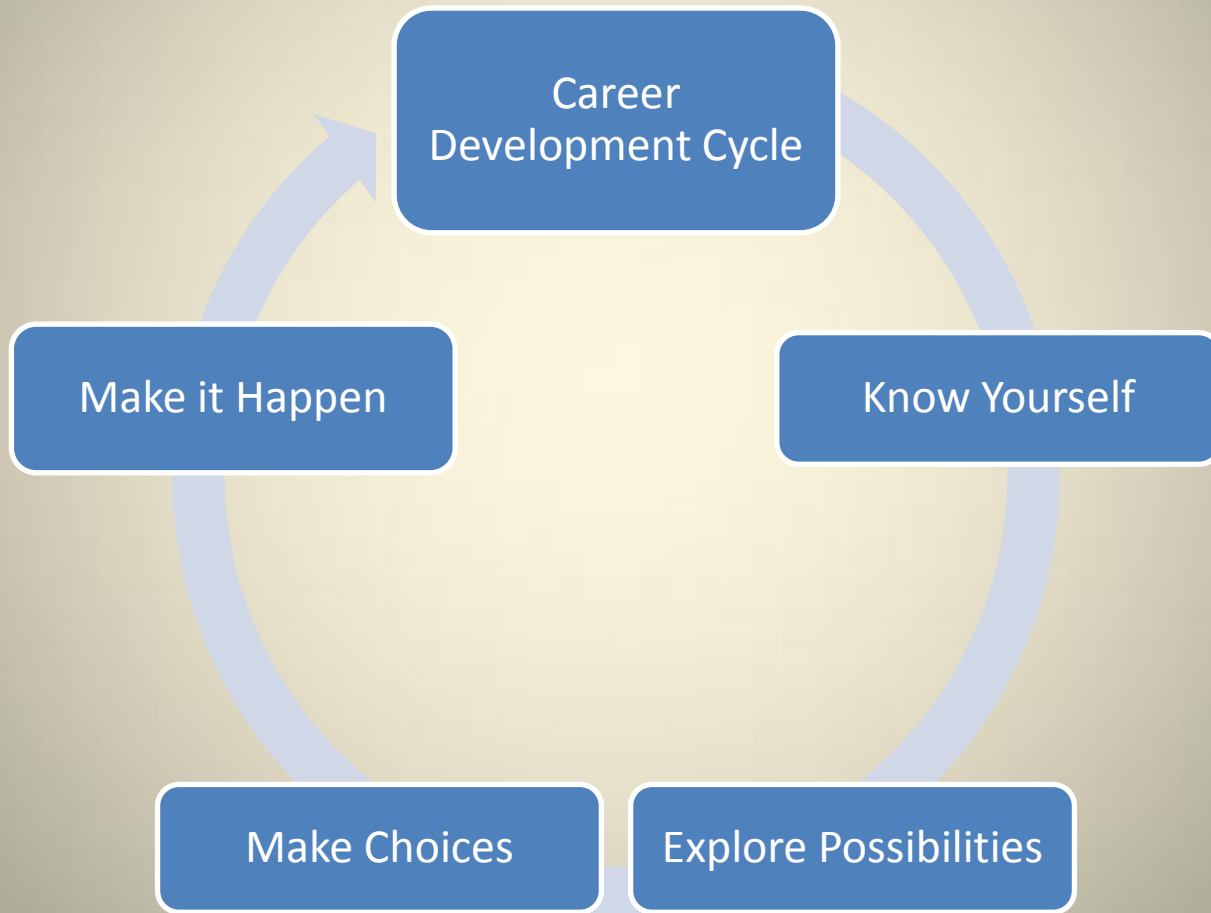 Career
Development Cycle
Know Yourself
Explore Possibilities
Make Choices
Make it Happen